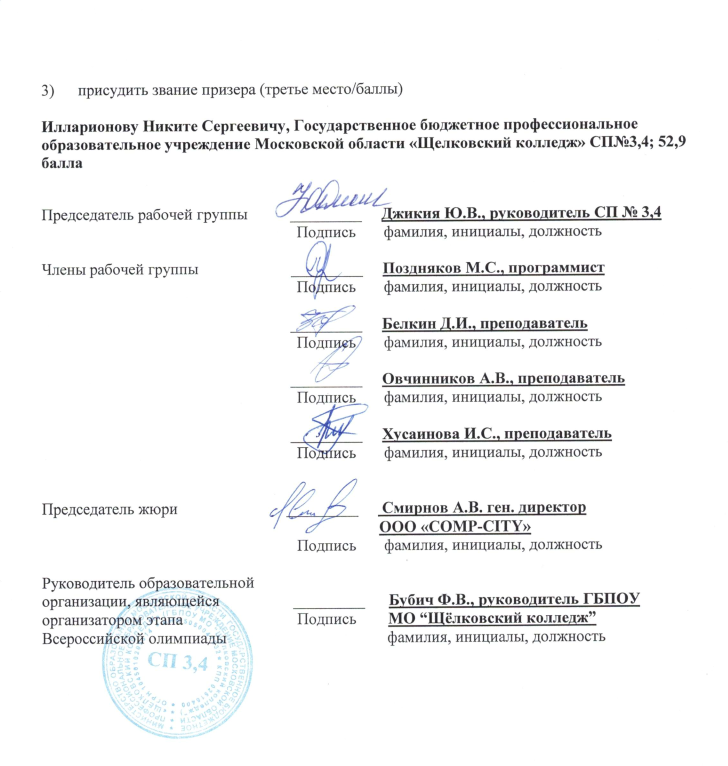 3) присудить звание призера (третье место/баллы)
Илларионову Никите Сергеевичу, Государственное бюджетное профессиональное
образовательное учреждение Московской области «Щелковский колледж» СП№3,4; 52,9
балла
Председатель рабочей группы Джикия Ю.В., руководитель СП № 3,4
Подпись фамилия, инициалы, должность
Члены рабочей группы Поздняков М.С., программист
Подпись фамилия, инициалы, должность
Белкин Д.И., преподаватель
Подпись фамилия, инициалы, должность
Овчинников А.В., преподаватель
Подпись фамилия, инициалы, должность
Хусаинова И.С., преподаватель
Подпись фамилия, инициалы, должность
Председатель жюри Смирнов А.В. ген. директор
ООО «COMP-CITY»
Подпись фамилия, инициалы, должность
Руководитель образовательной
организации, являющейся Бубич Ф.В., руководитель ГБПОУ
организатором этапа Подпись МО “Щёлковский колледж”
Всероссийской олимпиады фамилия, инициалы, должность
СП 3,4